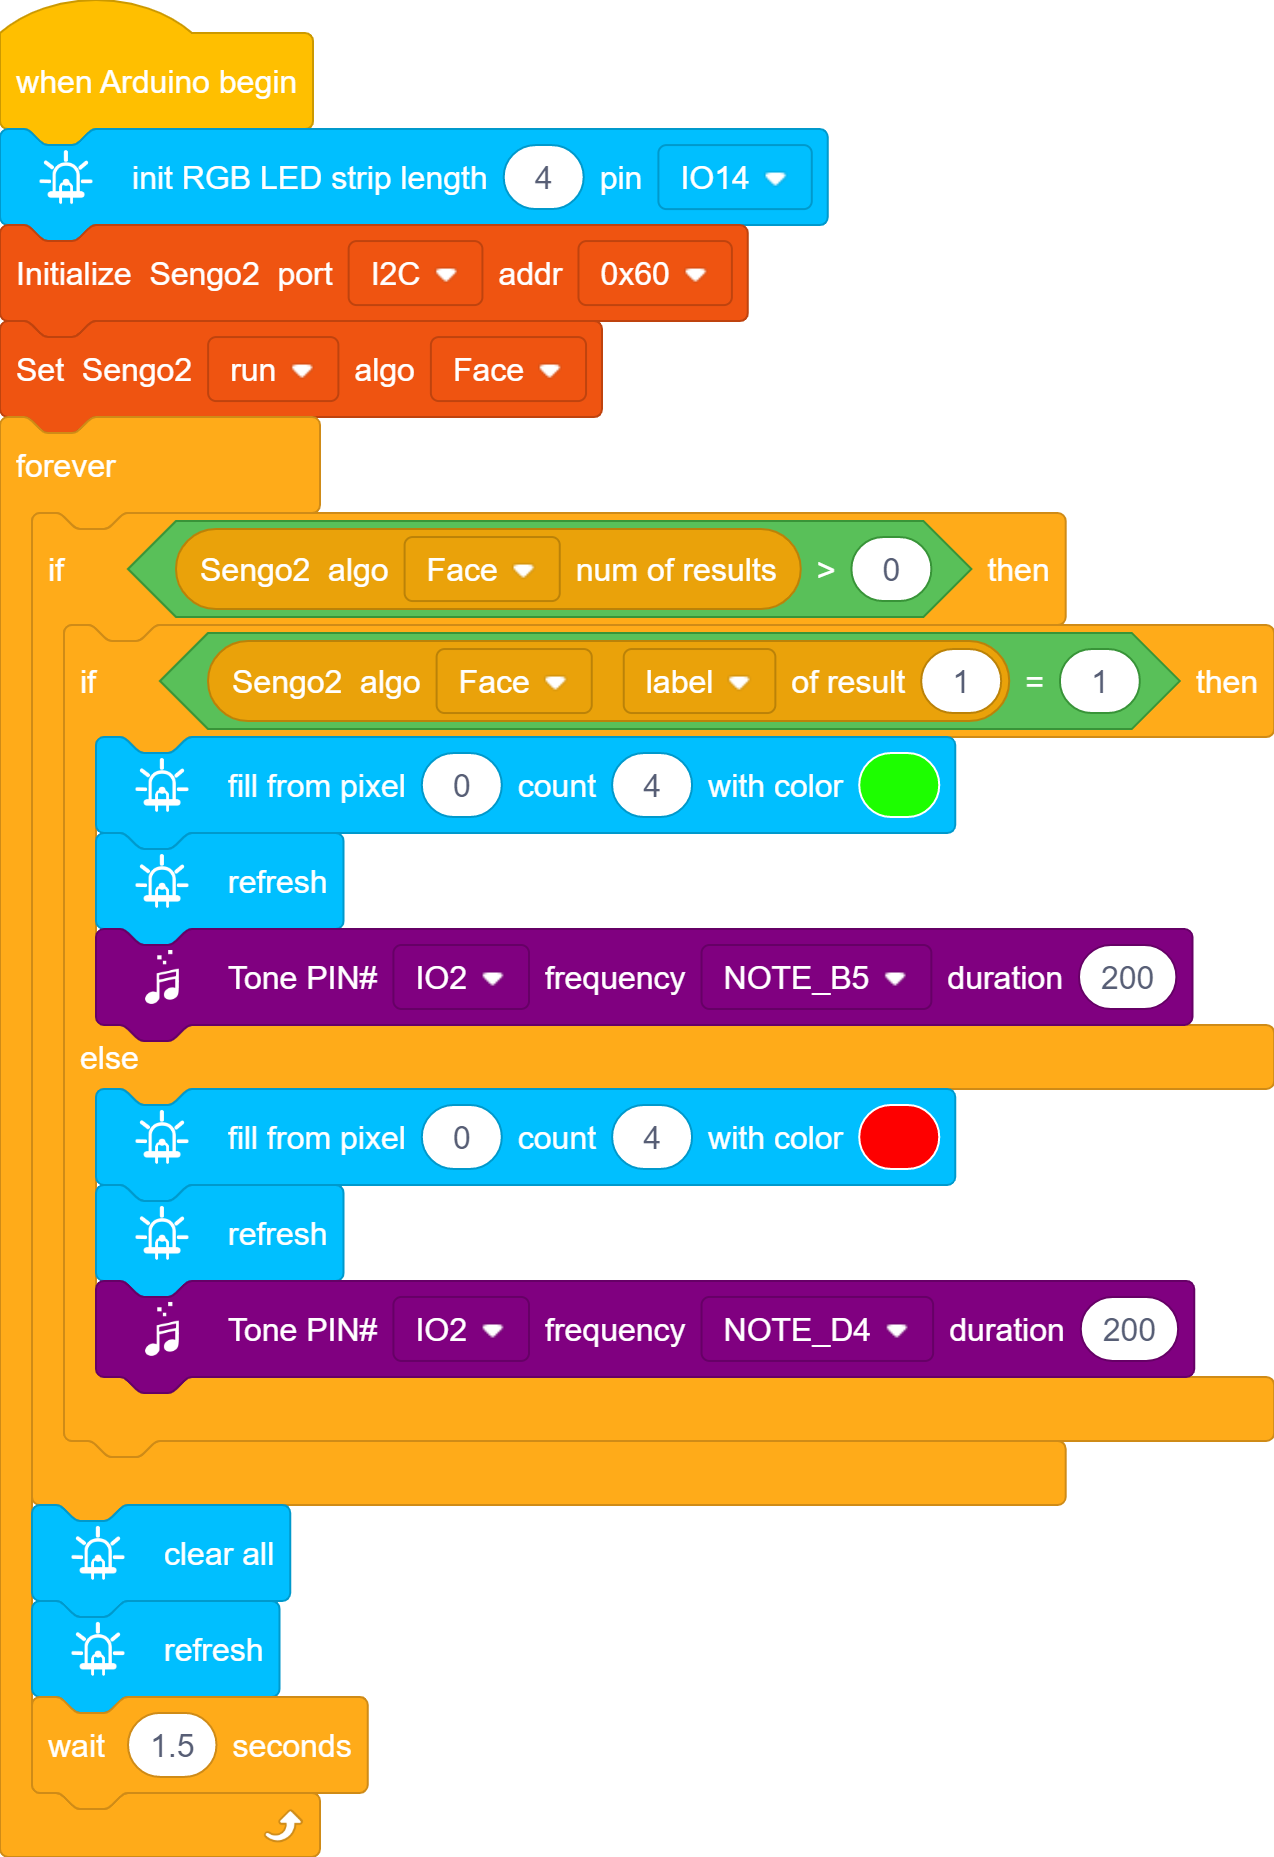 when Arduino begin
init RGB LED strip length 4 pin IO14
Initialize Sengo2 port I2C addr 0x60
Set Sengo2 run algo Face
forever
if Sengo2 algo Face num of results > 0 then
if Sengo2 algo Face label of result 1 = 1 then
fill from pixel 0 count 4 with color
refresh
Tone PIN# IO2 frequency NOTE_B5 duration 200
else
fill from pixel 0 count 4 with color
refresh
Tone PIN# IO2 frequency NOTE_D4 duration 200
clear all
refresh
wait 1.5 seconds